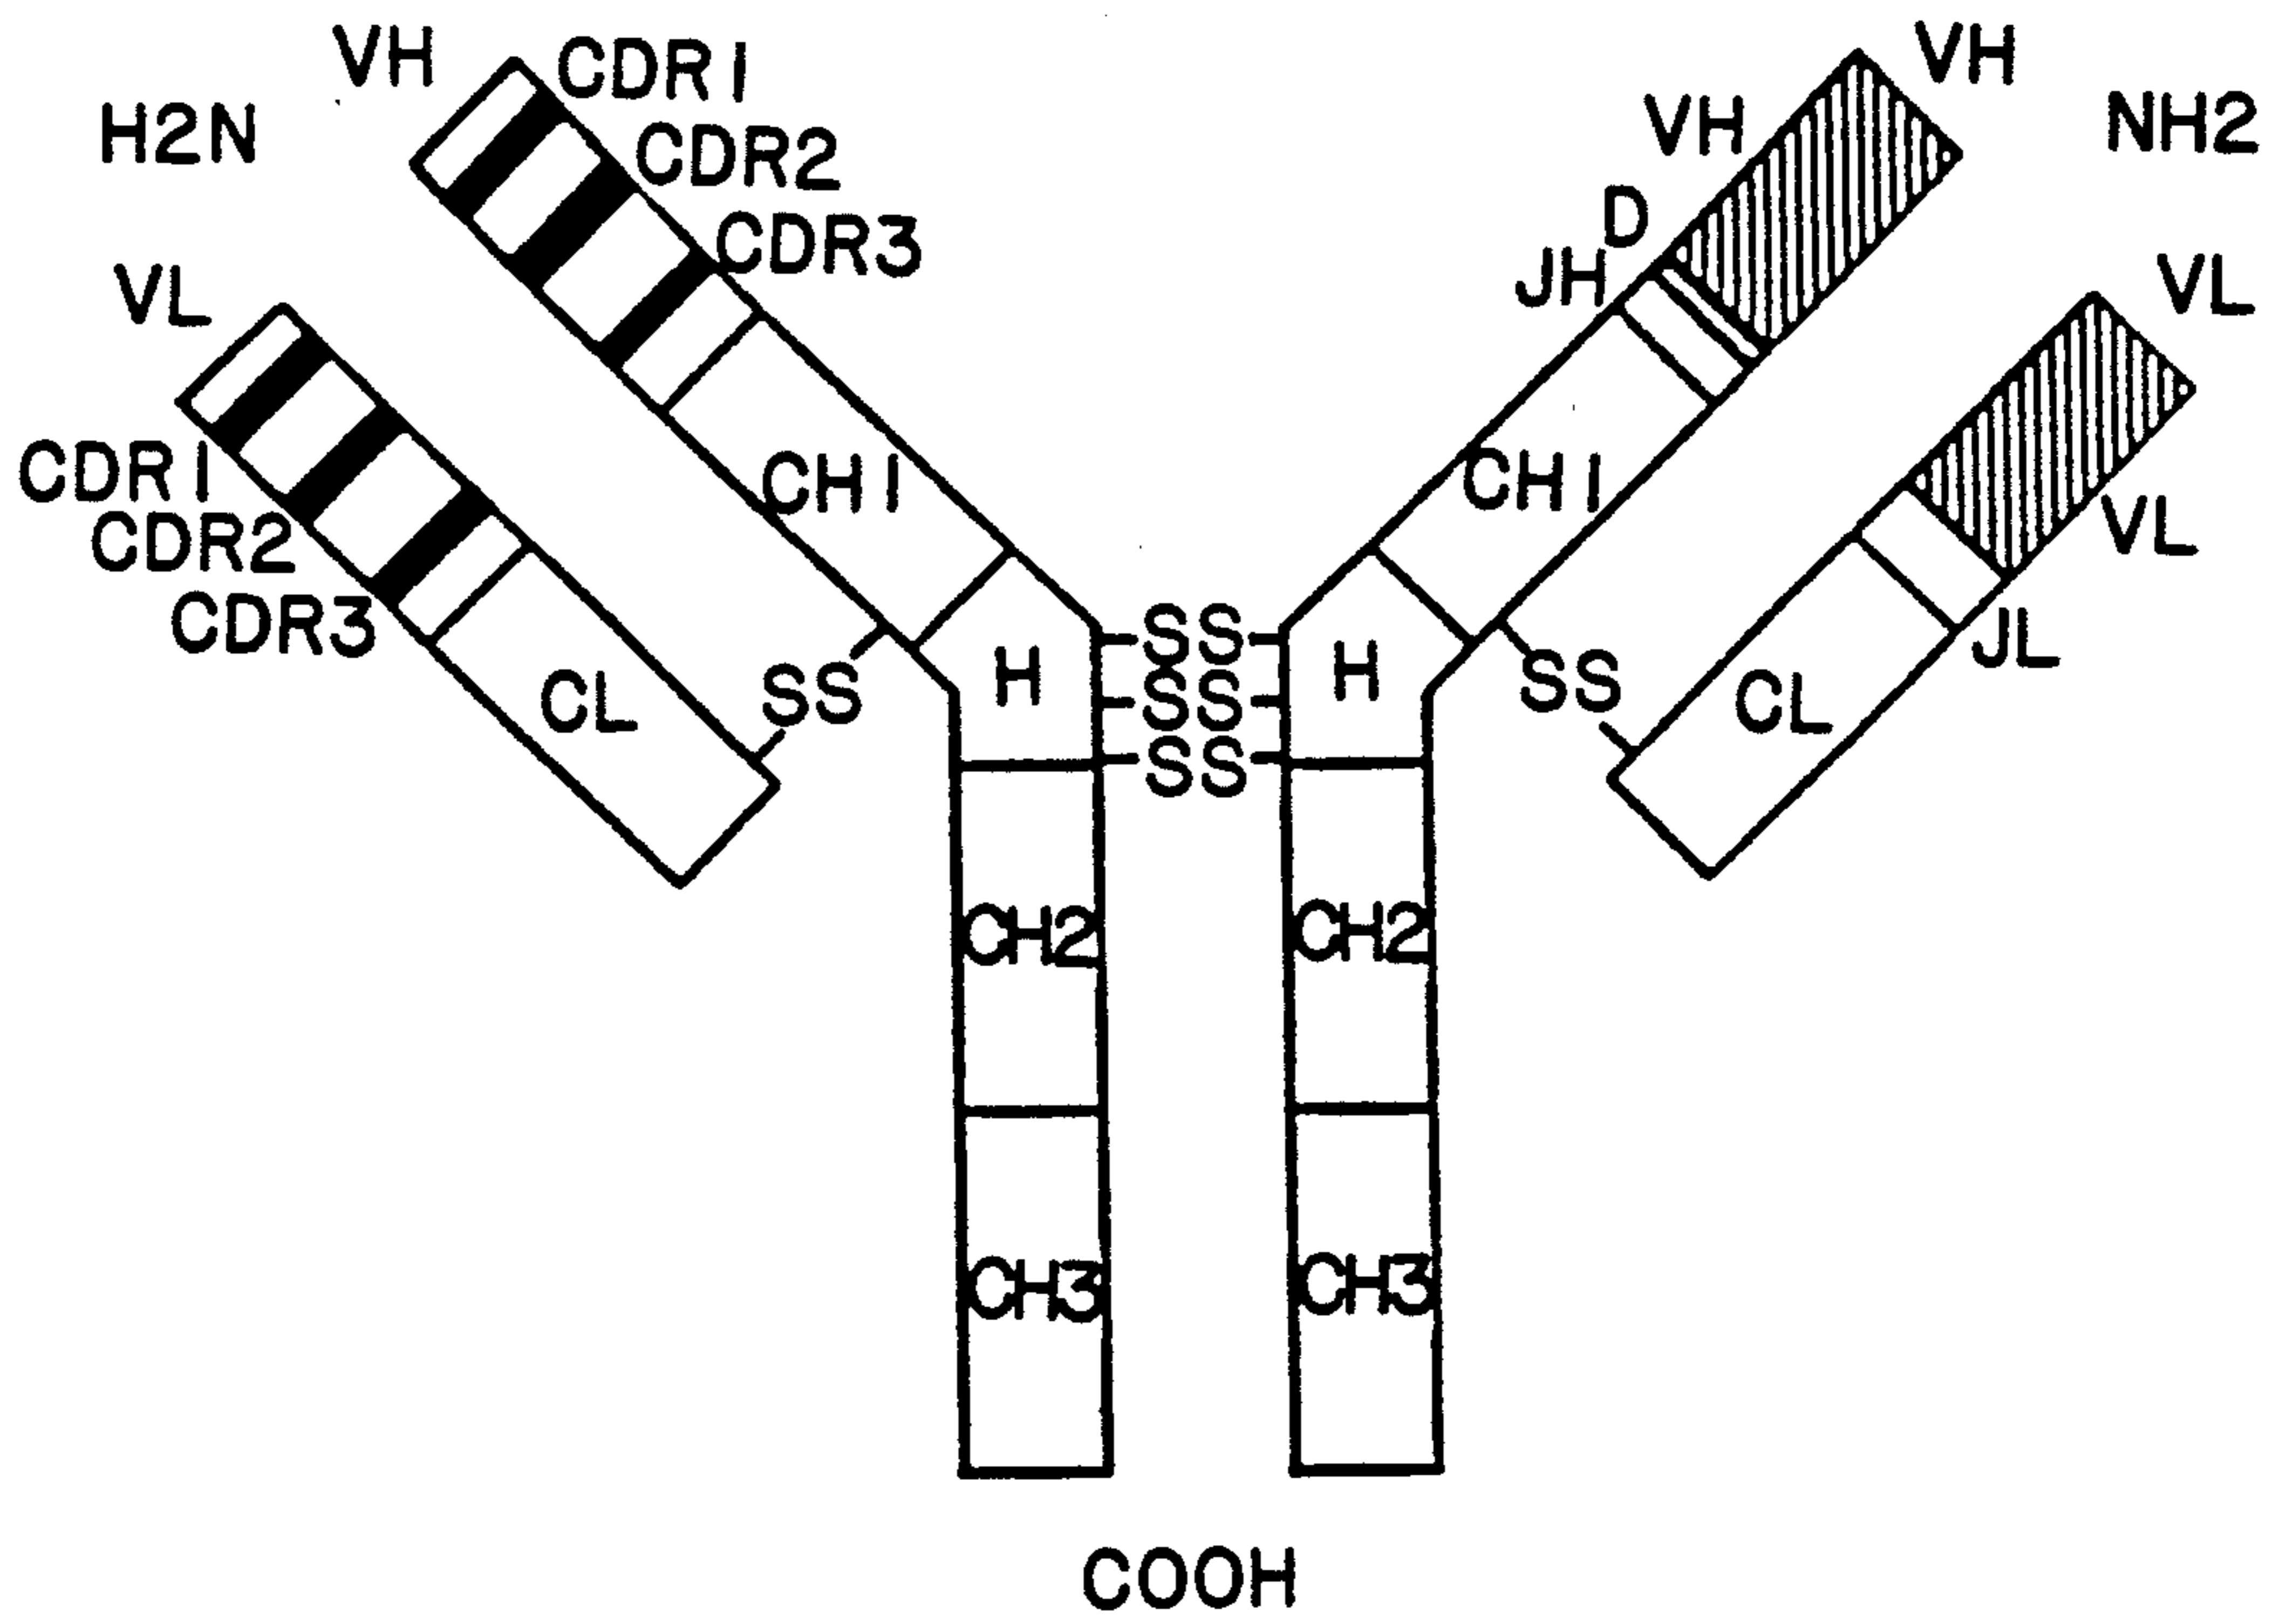 VH
CDR1
VH
H2N
VH
NH2
CDR2
D
CDR3
JH
VL
VL
CDR1
CH1
CH1
CDR2
VL
CDR3
SS
JL
H
H
SS
SS
SS
CL
CL
SS
SS
CH2
CH2
CH3
CH3
COOH